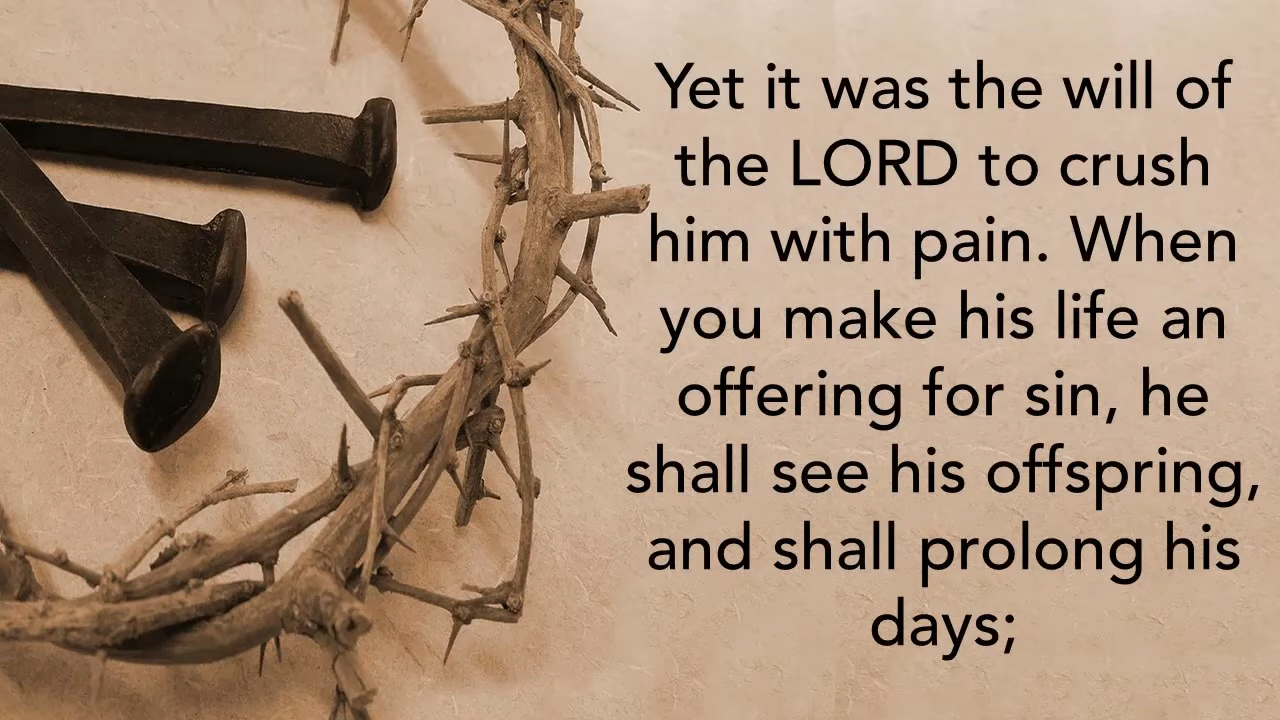 Yet it was the will of
the LORD to crush
him with pain. When
you make his life an
offering for sin, he
shall see his offspring,
and shall prolong his
days;